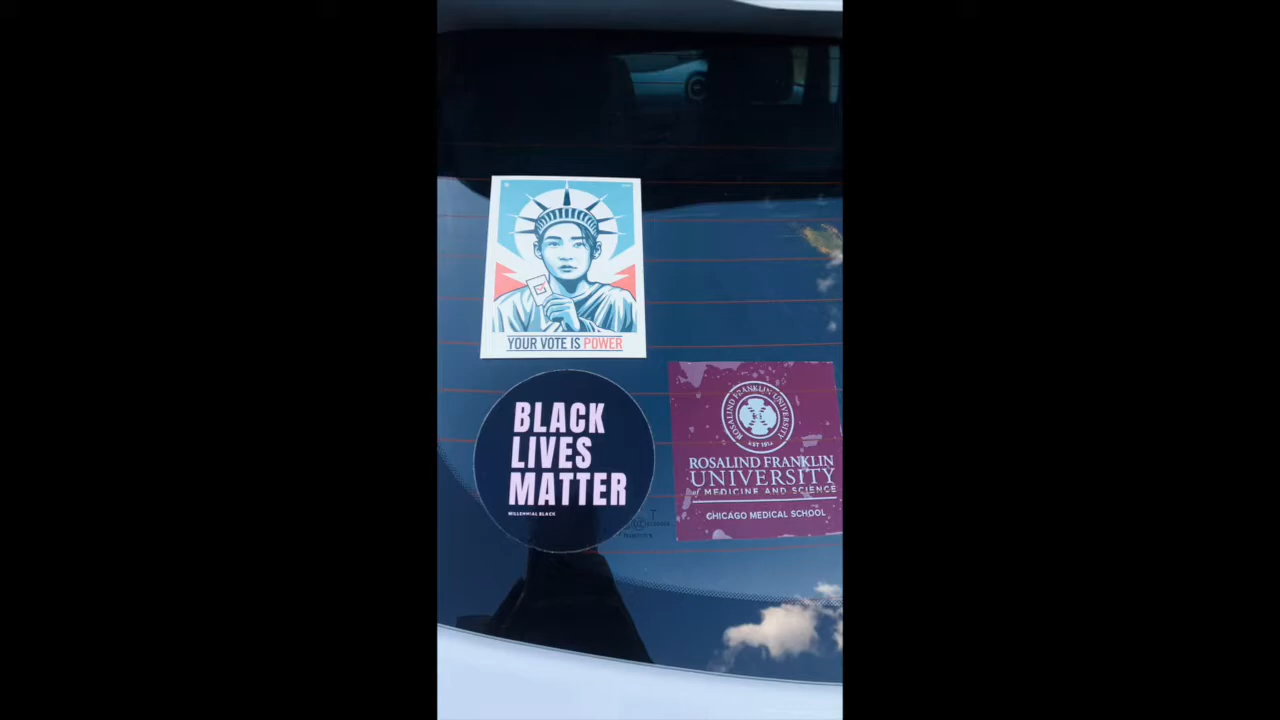 YOUR VOTE IS POWER
BLACK
LIVES
MATTER
MILLENNIAL BLACK
ROSALIND FRANKLIN UNIVERSITY
EST 1912
ROSALIND FRANKLIN
UNIVERSITY
of MEDICINE AND SCIENCE
CHICAGO MEDICAL SCHOOL